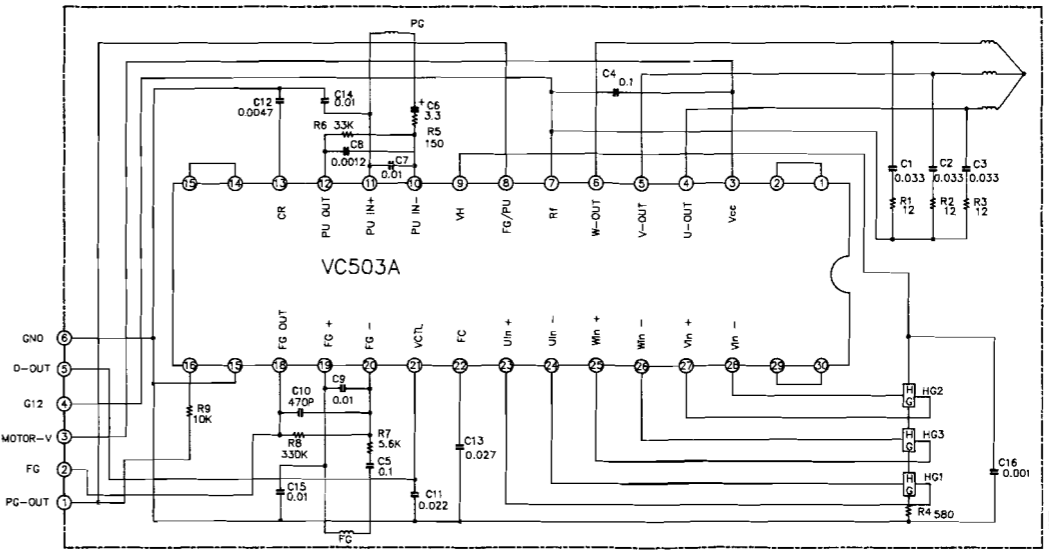 PG
C4
0.1
C12
0.0047
C14
0.01
C6
+
3.3
R6 33K
R5
150
C8
0.0012
C7
0.01
C1
0.033
C2
0.033
C3
0.033
R1
12
R2
12
R3
12
15 14 13 12 11 10 9 8 7 6 5 4 3 2 1
CR
PU OUT
PU IN+
PU IN-
VH
FG/PU
Rf
W-OUT
V-OUT
U-OUT
Vcc
VC503A
FG OUT
FG +
FG -
VCTL
FC
UIn +
UIn -
WIn +
WIn -
VIn +
VIn -
16 15 18 19 20 21 22 23 24 25 26 27 28 29 30
GND 6
D-OUT 5
G12 4
MOTOR-V 3
FG 2
PG-OUT 1
R9
10K
C9
0.01
C10
470P
R8
330K
R7
5.6K
C5
0.1
C15
0.01
C11
0.022
C13
0.027
FG
H
G
HG2
H
G
HG3
H
G
HG1
R4 580
C16
0.001